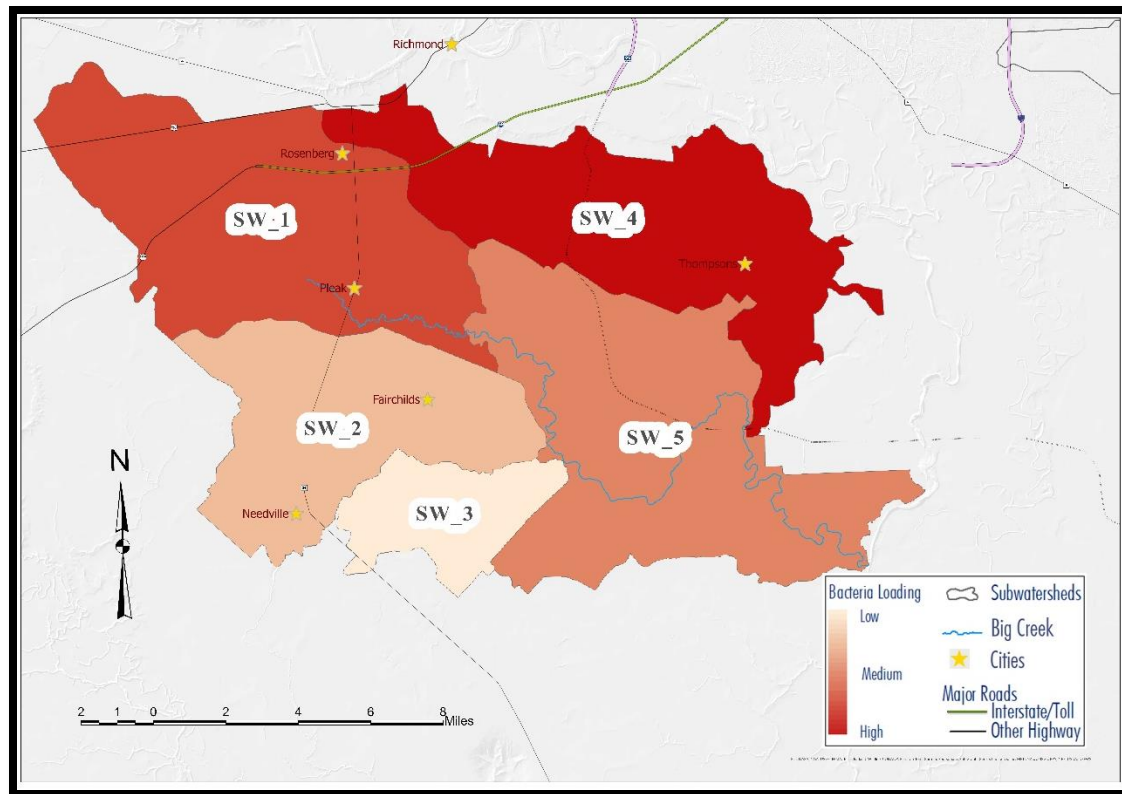 Richmond
Rosenberg
SW_1
SW_4
Thompsons
Pleak
Fairchilds
SW_2
SW_5
N
Needville
SW_3
Bacteria Loading
Low
Medium
High
Subwatersheds
Big Creek
Cities
Major Roads
Interstate/Toll
Other Highway
2 1 0 2 4 6 8
Miles